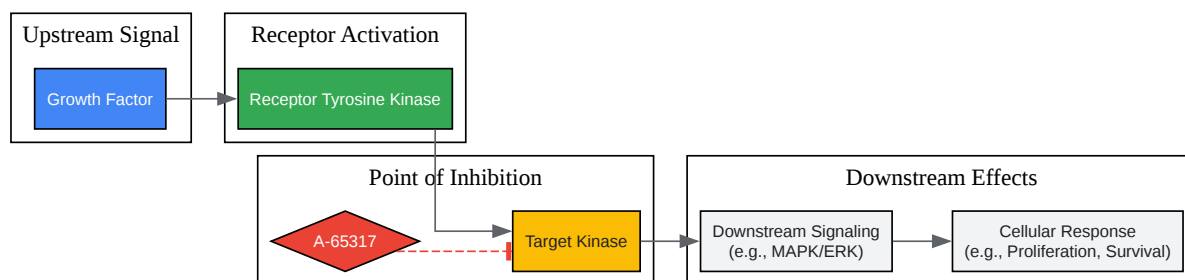 Upstream Signal
Growth Factor
Receptor Activation
Receptor Tyrosine Kinase
Point of Inhibition
A-65317
Target Kinase
Downstream Effects
Downstream Signaling
(e.g., MAPK/ERK)
Cellular Response
(e.g., Proliferation, Survival)